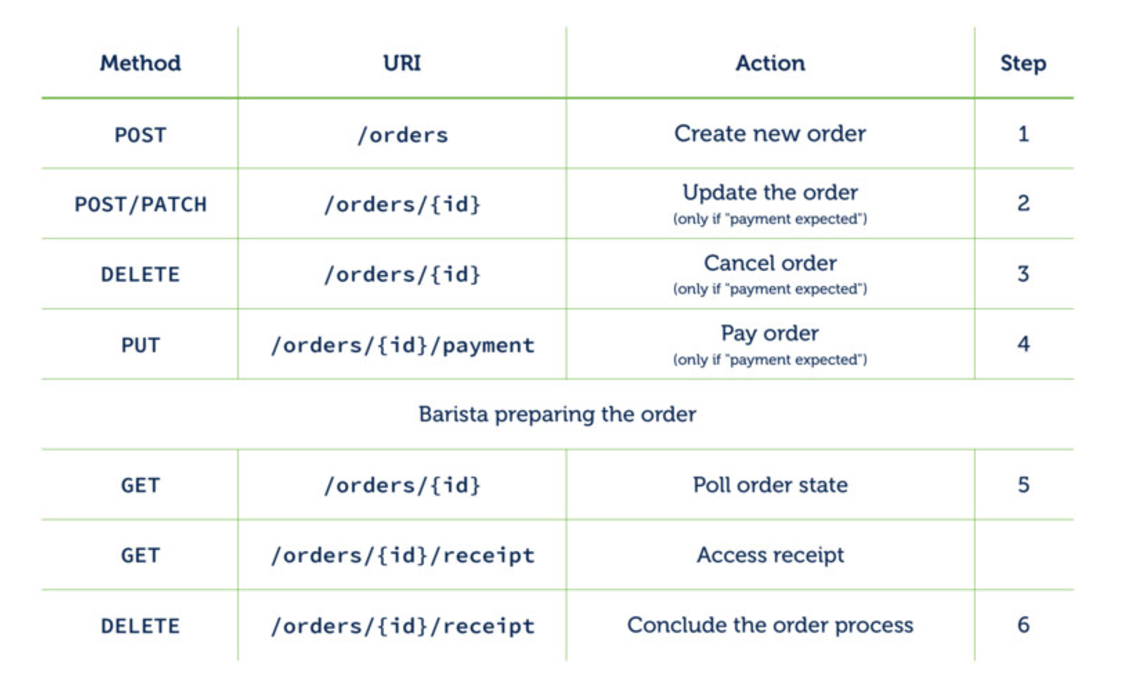 Method URI Action Step
POST /orders Create new order 1
POST/PATCH /orders/{id} Update the order 2
(only if "payment expected")
DELETE /orders/{id} Cancel order 3
(only if "payment expected")
PUT /orders/{id}/payment Pay order 4
(only if "payment expected")
Barista preparing the order
GET /orders/{id} Poll order state 5
GET /orders/{id}/receipt Access receipt
DELETE /orders/{id}/receipt Conclude the order process 6